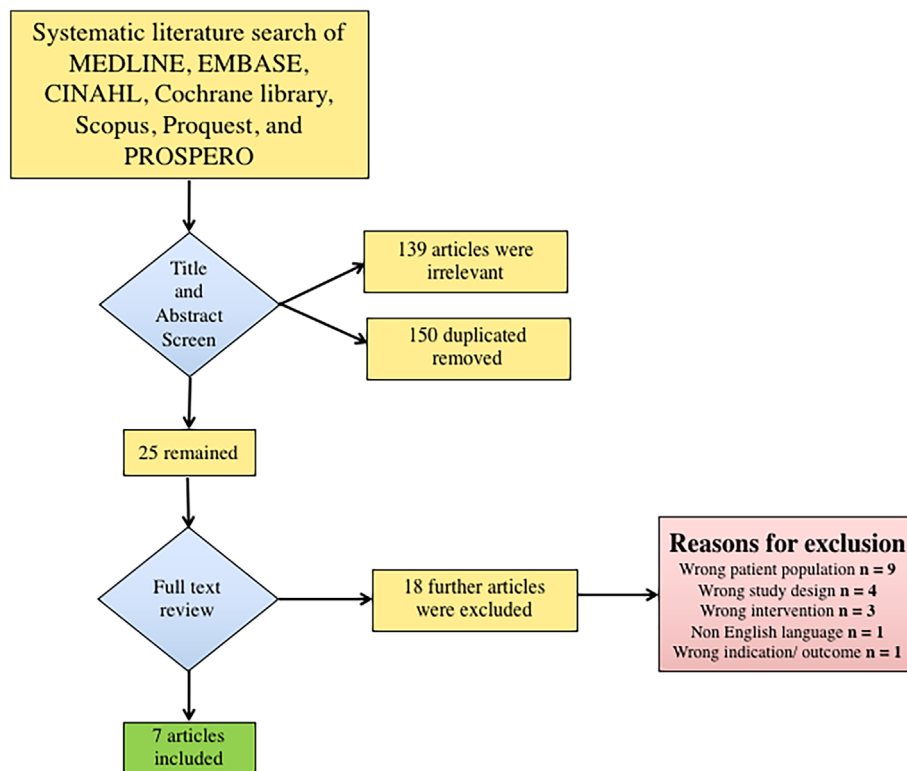 Systematic literature search of
MEDLINE, EMBASE,
CINAHL, Cochrane library,
Scopus, Proquest, and
PROSPERO
Title
and
Abstract
Screen
139 articles were
irrelevant
150 duplicated
removed
25 remained
Full text
review
18 further articles
were excluded
Reasons for exclusion
Wrong patient population n = 9
Wrong study design n = 4
Wrong intervention n = 3
Non English language n = 1
Wrong indication/ outcome n = 1
7 articles
included